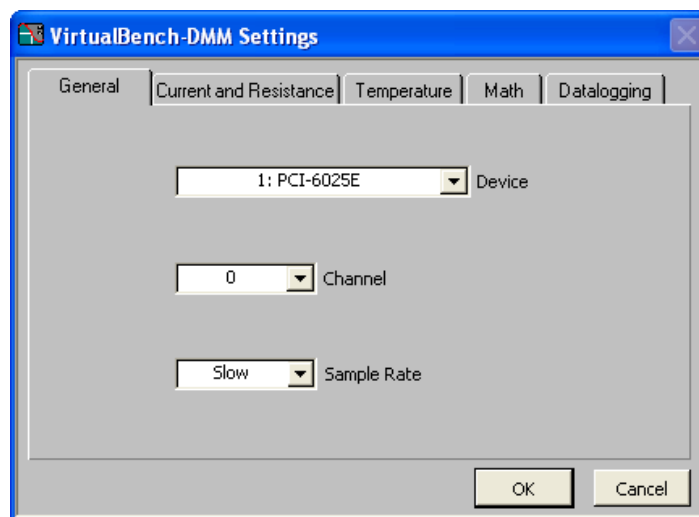 VirtualBench-DMM Settings
General Current and Resistance Temperature Math Datalogging
1: PCI-6025E Device
0 Channel
Slow Sample Rate
OK Cancel